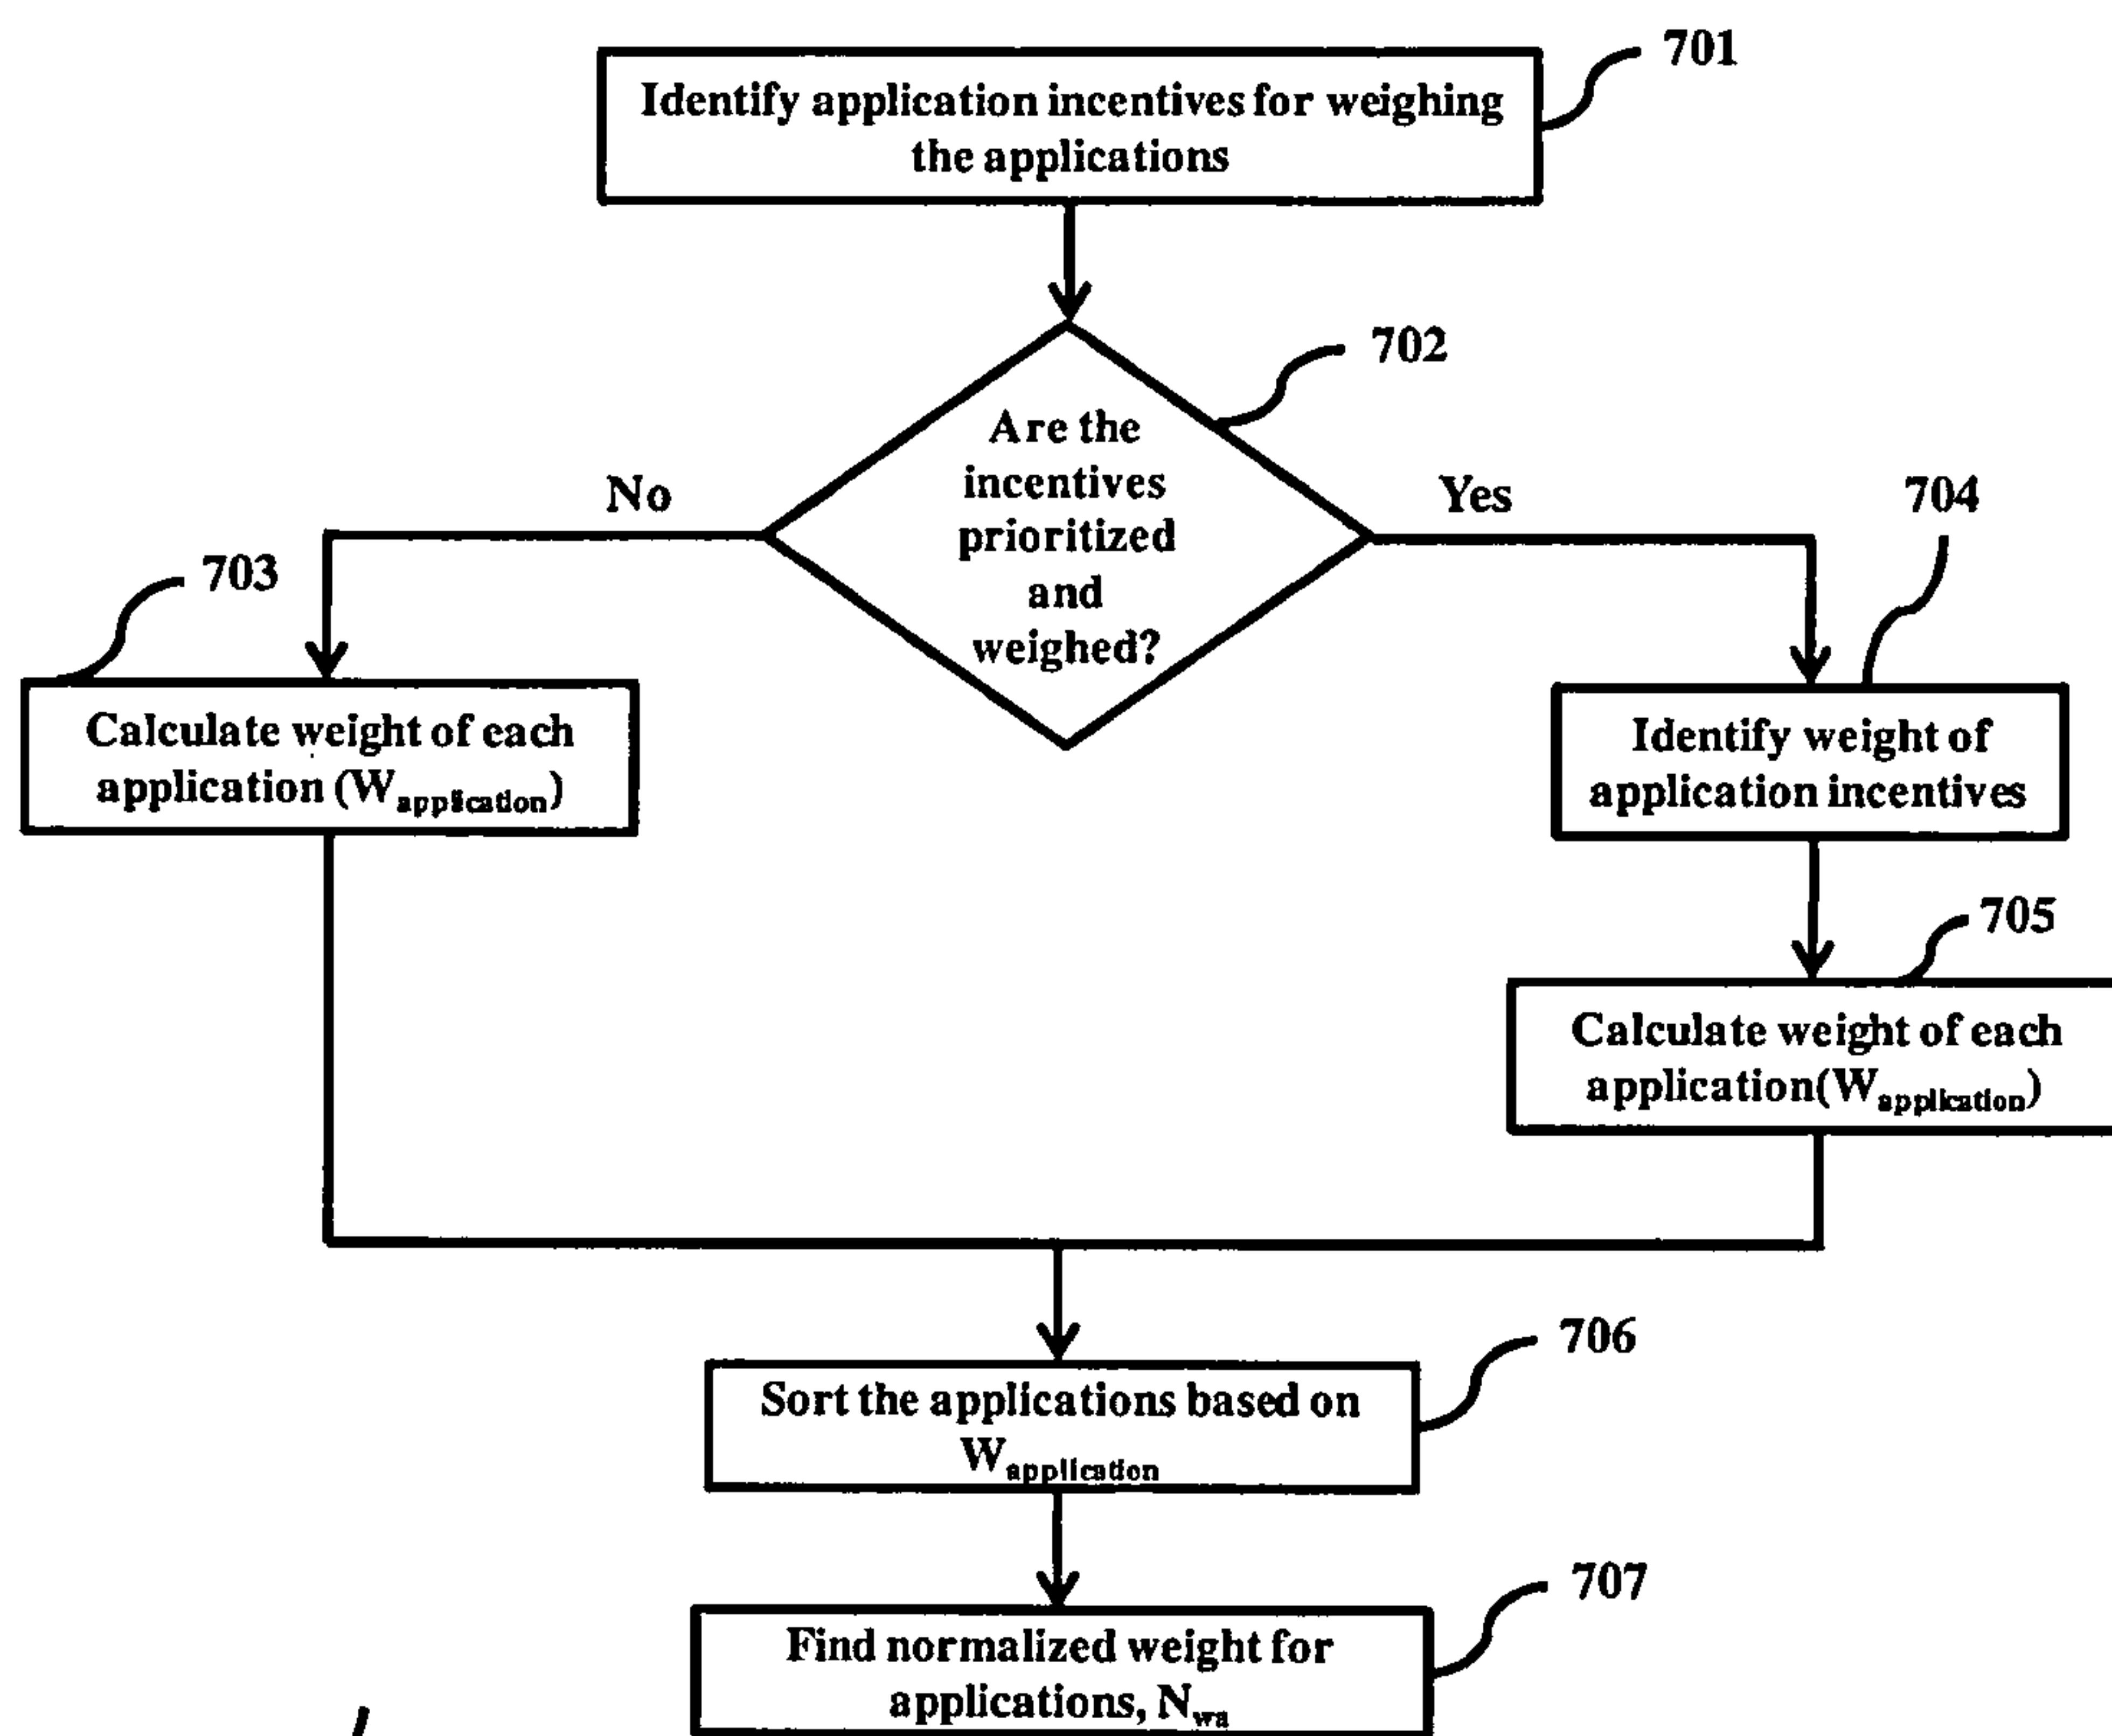 701
Identify application incentives for weighing
the applications
702
Are the
incentives
prioritized
and
weighed?
No
Yes
703
704
Calculate weight of each
application (Wapplication)
Identify weight of
application incentives
705
Calculate weight of each
application(Wapplication)
706
Sort the applications based on
Wapplication
707
Find normalized weight for
applications, Nwa